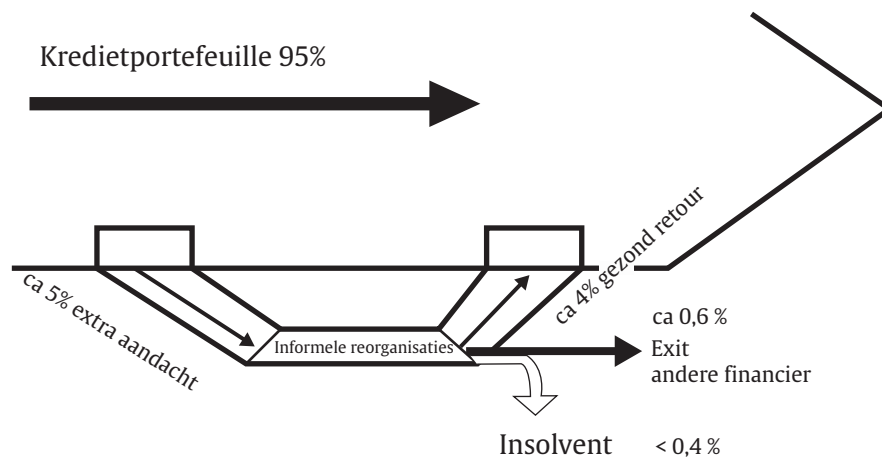 Kredietportefeuille 95%
ca 5% extra aandacht
Informele reorganisaties
ca 4% gezond retour
ca 0,6 %
Exit
andere financier
Insolvent < 0,4 %